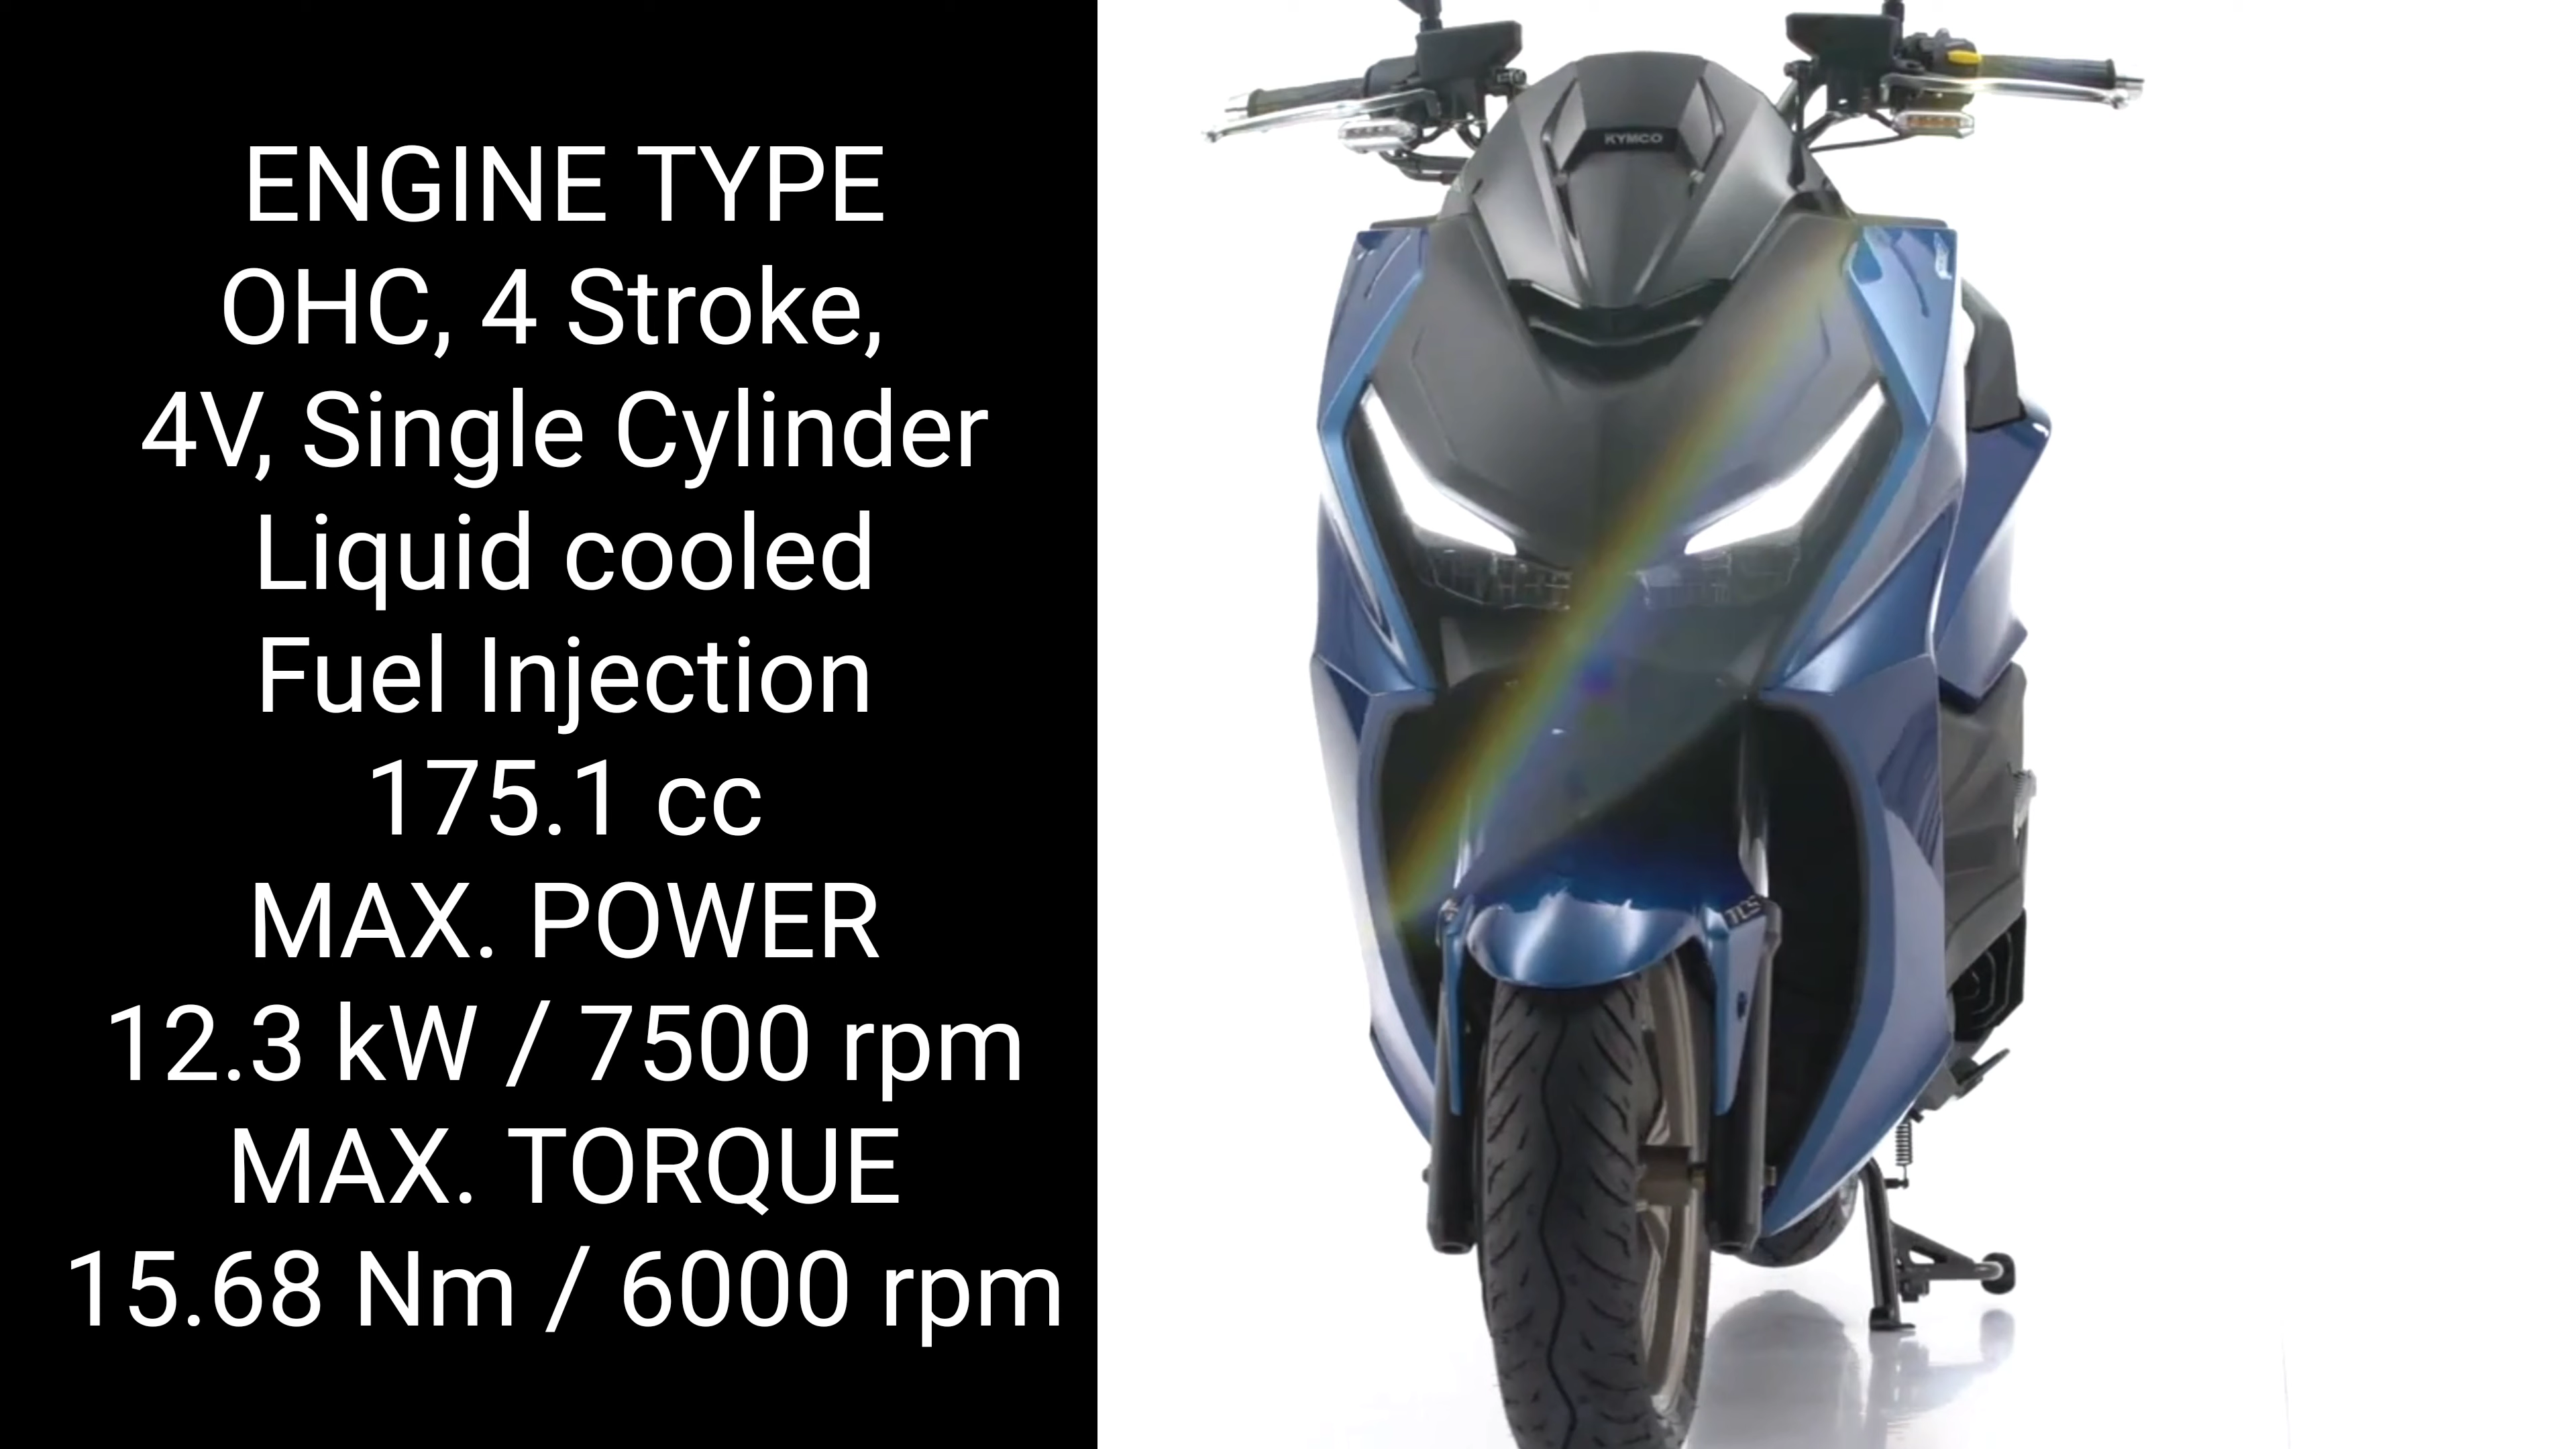 ENGINE TYPE
OHC, 4 Stroke,
4V, Single Cylinder
Liquid cooled
Fuel Injection
175.1 cc
MAX. POWER
12.3 kW / 7500 rpm
MAX. TORQUE
15.68 Nm / 6000 rpm
KYMCO
TCS